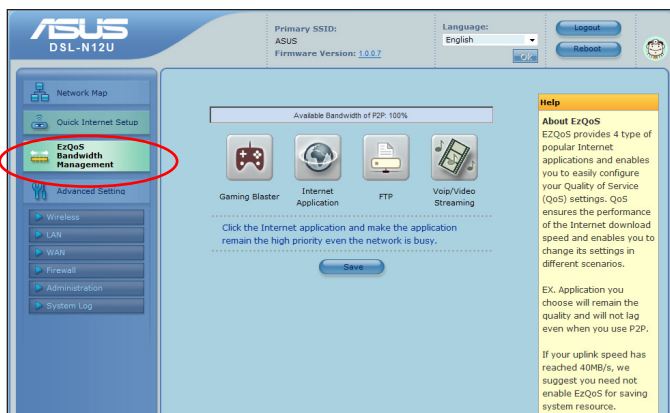 ASUS
DSL-N12U
Primary SSID:
ASUS
Firmware Version: 1.0.0.7
Language:
English
OK
Logout
Reboot
Network Map
Quick Internet Setup
EzQoS
Bandwidth
Management
Advanced Setting
Wireless
LAN
WAN
Firewall
Administration
System Log
Available Bandwidth of P2P: 100%
Gaming Blaster
Internet
Application
FTP
Voip/Video
Streaming
Click the Internet application and make the application
remain the high priority even the network is busy.
Save
Help
About EzQoS
EZQoS provides 4 type of
popular Internet
applications and enables
you to easily configure
your Quality of Service
(QoS) settings. QoS
ensures the performance
of the Internet download
speed and enables you to
change its settings in
different scenarios.
EX. Application you
choose will remain the
quality and will not lag
even when you use P2P.
If your uplink speed has
reached 40MB/s, we
suggest you need not
enable EzQoS for saving
system resource.